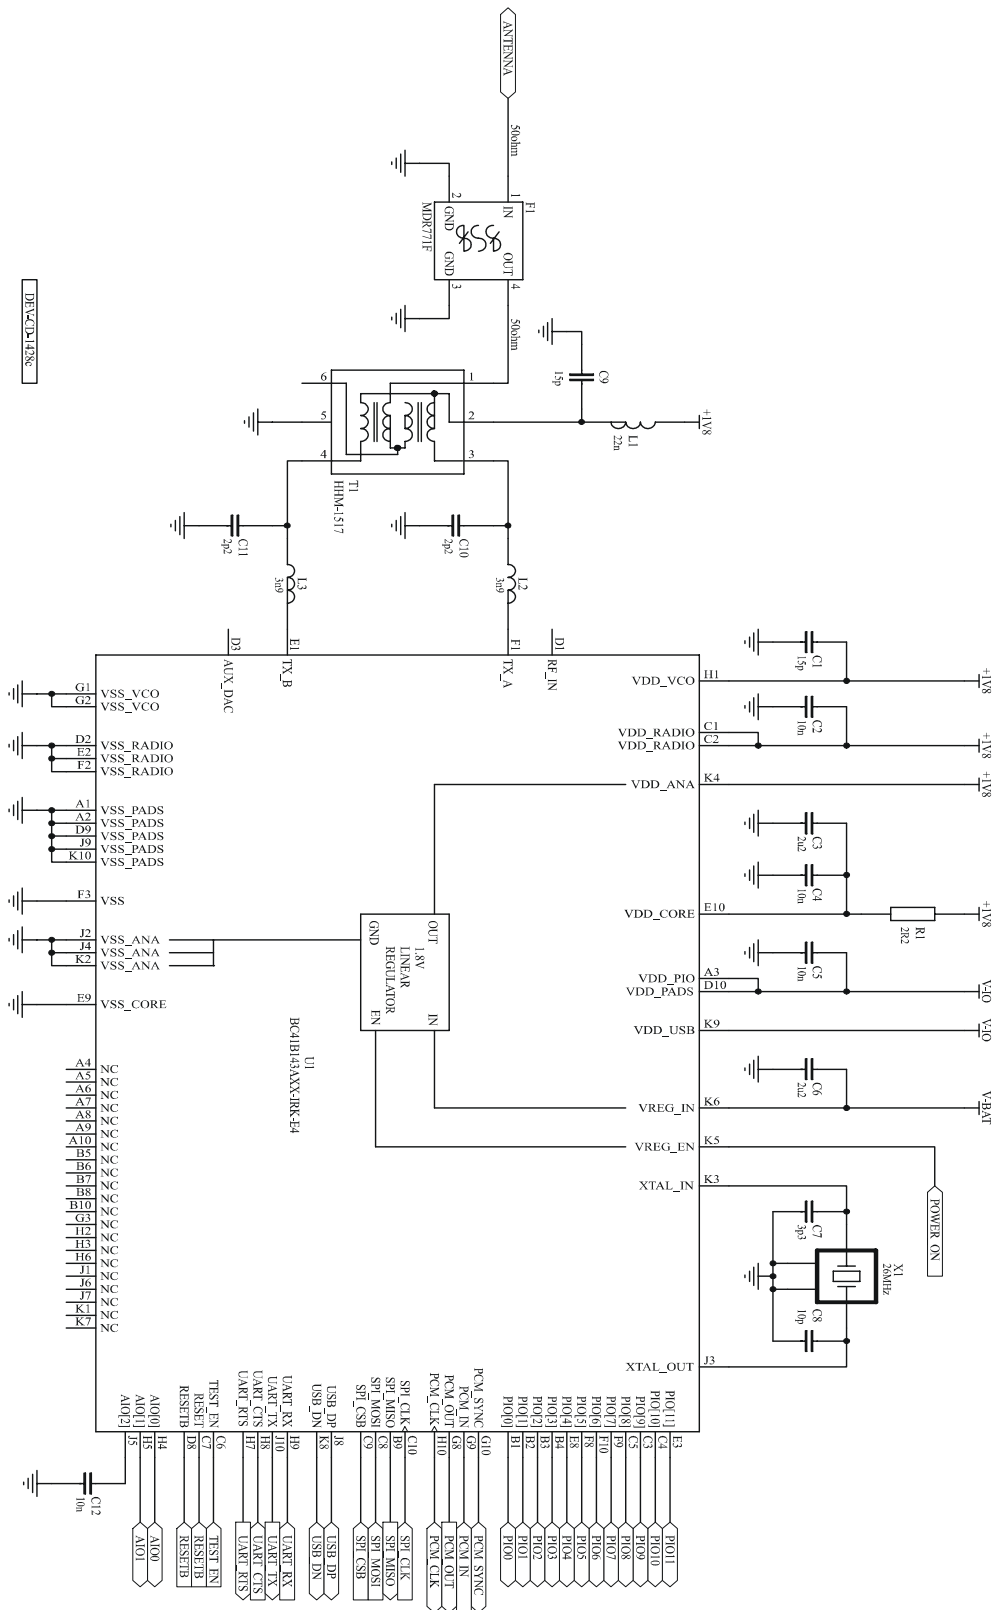 ANTENNA
50ohm
1
2
IN
GND
F1
MDR771F
OUT
GND
4
3
50ohm
DEV-CD-1428c
C9
15p
L1
22n
+1V8
6
5
4
1
2
3
T1
HHM-1517
C11
2p2
C10
2p2
L3
3n9
L2
3n9
D3
AUX_DAC
E1
TX_B
F1
TX_A
D1
RF_IN
G1 VSS_VCO
G2 VSS_VCO
D2 VSS_RADIO
E2 VSS_RADIO
F2 VSS_RADIO
A1 VSS_PADS
A2 VSS_PADS
D9 VSS_PADS
J9 VSS_PADS
K10 VSS_PADS
F3 VSS
J2 VSS_ANA
J4 VSS_ANA
K2 VSS_ANA
E9 VSS_CORE
A4 NC
A5 NC
A6 NC
A7 NC
A8 NC
A9 NC
A10 NC
B5 NC
B6 NC
B7 NC
B8 NC
B10 NC
G3 NC
H2 NC
H3 NC
H6 NC
J1 NC
J6 NC
J7 NC
K1 NC
K7 NC
GND
OUT
1.8V
LINEAR
REGULATOR
EN
IN
U1
BC41B143AXX-IRK-E4
VDD_VCO H1
C1
15p
+1V8
VDD_RADIO C1
VDD_RADIO C2
C2
10n
+1V8
VDD_ANA K4
+1V8
C3
2u2
C4
10n
VDD_CORE E10
R1
2R2
+1V8
C5
10n
VDD_PIO A3
VDD_PADS D10
V-IO
VDD_USB K9
V-IO
C6
2u2
VREG_IN K6
V-BAT
VREG_EN K5
POWER_ON
XTAL_IN K3
C7
3p3
X1
26MHz
C8
10p
XTAL_OUT J3
PIO[11] E3 PIO11
PIO[10] C4 PIO10
PIO[9] C3 PIO9
PIO[8] C5 PIO8
PIO[7] F9 PIO7
PIO[6] F10 PIO6
PIO[5] F8 PIO5
PIO[4] E8 PIO4
PIO[3] B4 PIO3
PIO[2] B3 PIO2
PIO[1] B2 PIO1
PIO[0] B1 PIO0
PCM_SYNC G10 PCM_SYNC
PCM_IN G9 PCM_IN
PCM_OUT G8 PCM_OUT
PCM_CLK H10 PCM_CLK
SPI_CLK C10 SPI_CLK
SPI_MISO B9 SPI_MISO
SPI_MOSI C8 SPI_MOSI
SPI_CSB C9 SPI_CSB
USB_DP J8 USB_DP
USB_DN K8 USB_DN
UART_RX H9 UART_RX
UART_TX J10 UART_TX
UART_CTS H8 UART_CTS
UART_RTS H7 UART_RTS
TEST_EN C6 TEST_EN
RESET C7 RESETB
RESETB D8 RESETB
AIO[0] H4 AIO0
AIO[1] H5 AIO1
AIO[2] J5
C12
10n